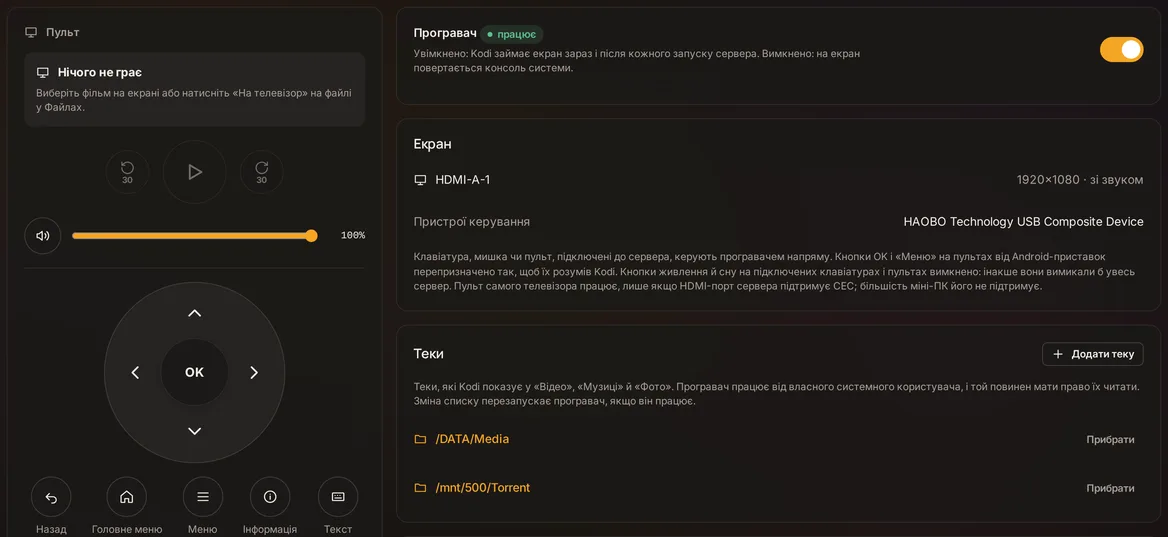 Пульт
Нічого не грає
Виберіть фільм на екрані або натисніть «На телевізор» на файлі
у Файлах.
30
30
100%
OK
Назад
Головне меню
Меню
Інформація
Текст
Програвач
працює
Увімкнено: Kodi займає екран зараз і після кожного запуску сервера. Вимкнено: на екран
повертається консоль системи.
Екран
HDMI-A-1
1920×1080 · зі звуком
Пристрої керування
HAOBO Technology USB Composite Device
Клавіатура, мишка чи пульт, підключені до сервера, керують програвачем напряму. Кнопки OK і «Меню» на пультах від Android-приставок
перепризначено так, щоб їх розумів Kodi. Кнопки живлення й сну на підключених клавіатурах і пультах вимкнено: інакше вони вимикали б увесь
сервер. Пульт самого телевізора працює, лише якщо HDMI-порт сервера підтримує CEC; більшість міні-ПК його не підтримує.
Теки
Додати теку
Теки, які Kodi показує у «Відео», «Музиці» й «Фото». Програвач працює від власного системного користувача, і той повинен мати право їх читати.
Зміна списку перезапускає програвач, якщо він працює.
/DATA/Media
Прибрати
/mnt/500/Torrent
Прибрати